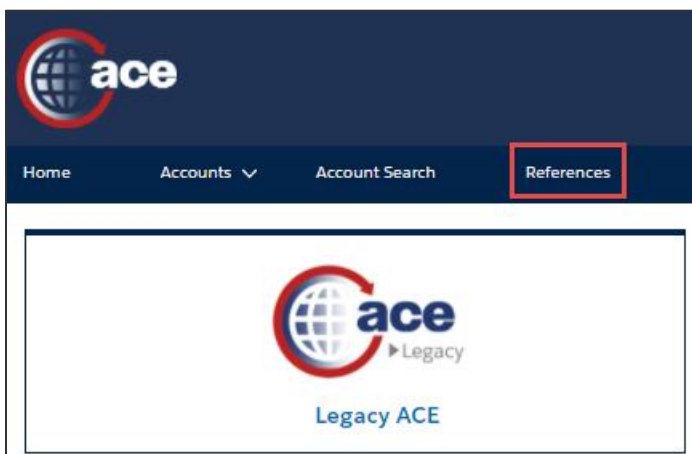 ace
Home Accounts Account Search References
ace
Legacy
Legacy ACE